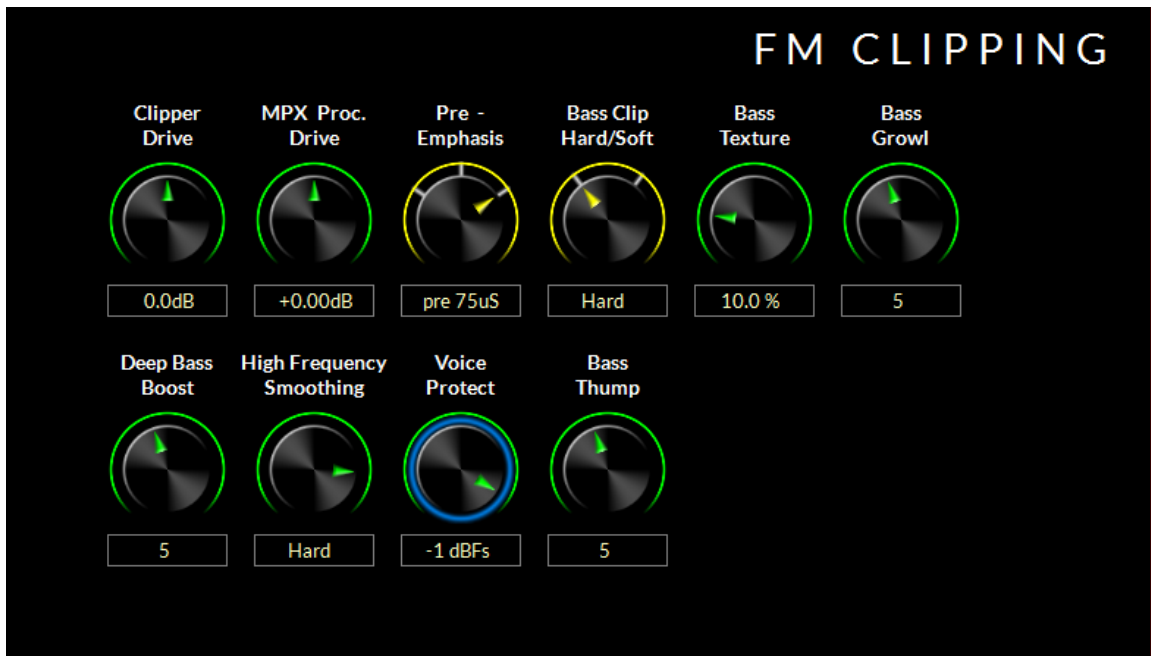 FM CLIPPING
Clipper Drive
MPX Proc. Drive
Pre - Emphasis
Bass Clip Hard/Soft
Bass Texture
Bass Growl
0.0dB
+0.00dB
pre 75uS
Hard
10.0 %
5
Deep Bass Boost
High Frequency Smoothing
Voice Protect
Bass Thump
5
Hard
-1 dBFs
5